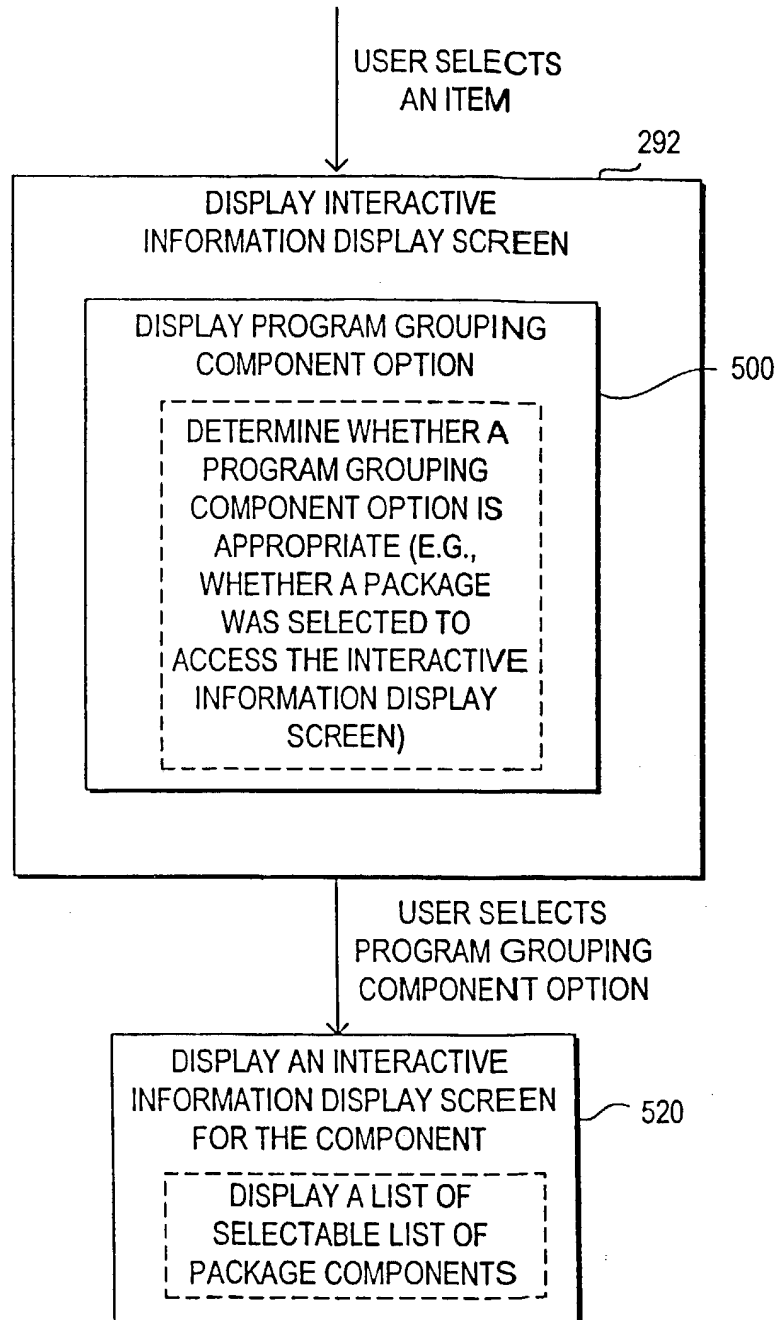 USER SELECTS
AN ITEM
292
DISPLAY INTERACTIVE
INFORMATION DISPLAY SCREEN
DISPLAY PROGRAM GROUPING
COMPONENT OPTION
500
DETERMINE WHETHER A
PROGRAM GROUPING
COMPONENT OPTION IS
APPROPRIATE (E.G.,
WHETHER A PACKAGE
WAS SELECTED TO
ACCESS THE INTERACTIVE
INFORMATION DISPLAY
SCREEN)
USER SELECTS
PROGRAM GROUPING
COMPONENT OPTION
DISPLAY AN INTERACTIVE
INFORMATION DISPLAY SCREEN
FOR THE COMPONENT
520
DISPLAY A LIST OF
SELECTABLE LIST OF
PACKAGE COMPONENTS